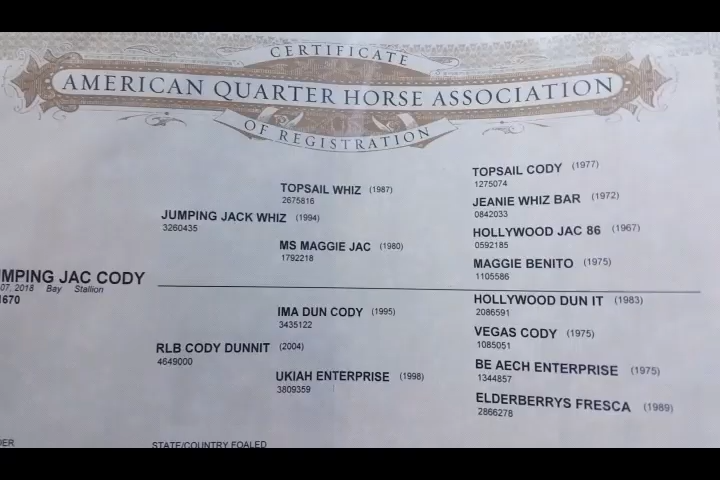 CERTIFICATE
AMERICAN QUARTER HORSE ASSOCIATION
OF REGISTRATION
TOPSAIL CODY (1977)
1275074
TOPSAIL WHIZ (1987)
2675816
JEANIE WHIZ BAR (1972)
0842033
JUMPING JACK WHIZ (1994)
3260435
HOLLYWOOD JAC 86 (1967)
0592185
MS MAGGIE JAC (1980)
1792218
MAGGIE BENITO (1975)
1105586
MPING JAC CODY
07, 2018 Bay Stallion
1670
HOLLYWOOD DUN IT (1983)
2086591
IMA DUN CODY (1995)
3435122
VEGAS CODY (1975)
1085051
RLB CODY DUNNIT (2004)
4649000
BE AECH ENTERPRISE (1975)
1344857
UKIAH ENTERPRISE (1998)
3809359
ELDERBERRYS FRESCA (1989)
2866278
STATE/COUNTRY FOALED